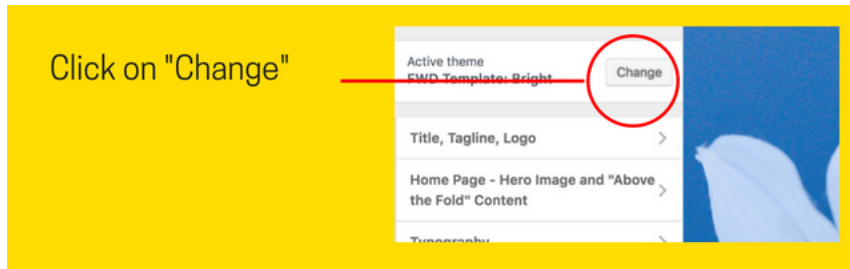 Click on "Change"
Active theme
FWD Template: Bright
Change
Title, Tagline, Logo
Home Page - Hero Image and "Above
the Fold" Content
Typography